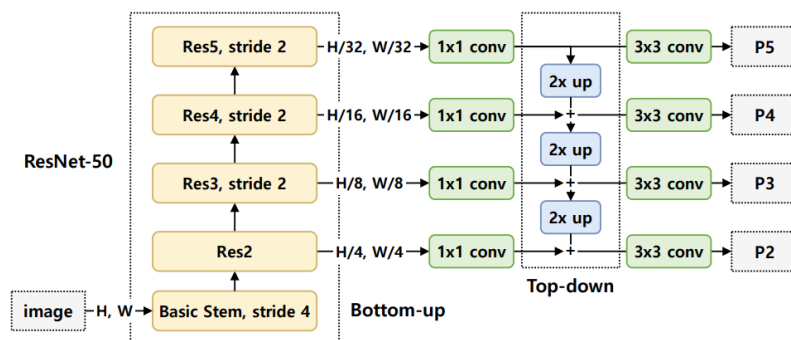 Res5, stride 2
H/32, W/32
1x1 conv
3x3 conv
P5
2x up
Res4, stride 2
H/16, W/16
1x1 conv
+
3x3 conv
P4
2x up
ResNet-50
Res3, stride 2
H/8, W/8
1x1 conv
+
3x3 conv
P3
2x up
Res2
H/4, W/4
1x1 conv
+
3x3 conv
P2
Top-down
image
H, W
Basic Stem, stride 4
Bottom-up